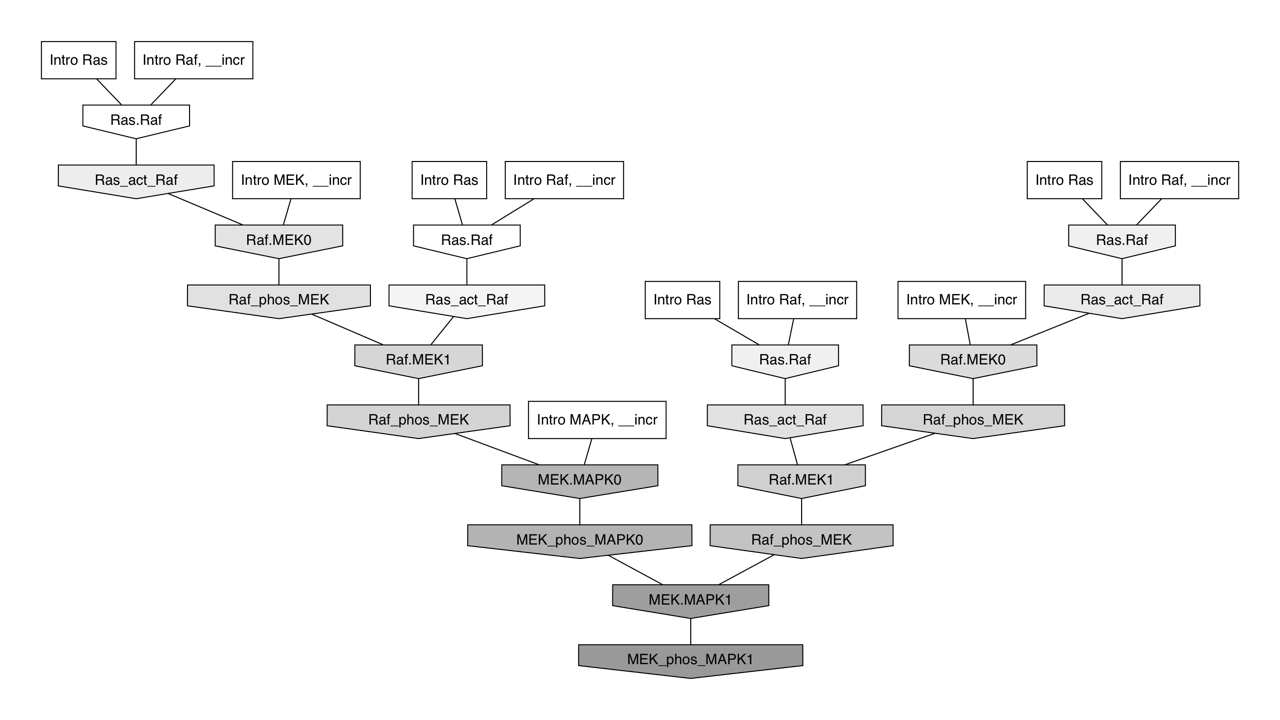 Intro Ras
Intro Raf, __incr
Ras.Raf
Ras_act_Raf
Intro MEK, __incr
Intro Ras
Intro Raf, __incr
Intro Ras
Intro Raf, __incr
Raf.MEK0
Ras.Raf
Ras.Raf
Raf_phos_MEK
Ras_act_Raf
Intro Ras
Intro Raf, __incr
Intro MEK, __incr
Ras_act_Raf
Raf.MEK1
Ras.Raf
Raf.MEK0
Raf_phos_MEK
Intro MAPK, __incr
Ras_act_Raf
Raf_phos_MEK
MEK.MAPK0
Raf.MEK1
MEK_phos_MAPK0
Raf_phos_MEK
MEK.MAPK1
MEK_phos_MAPK1